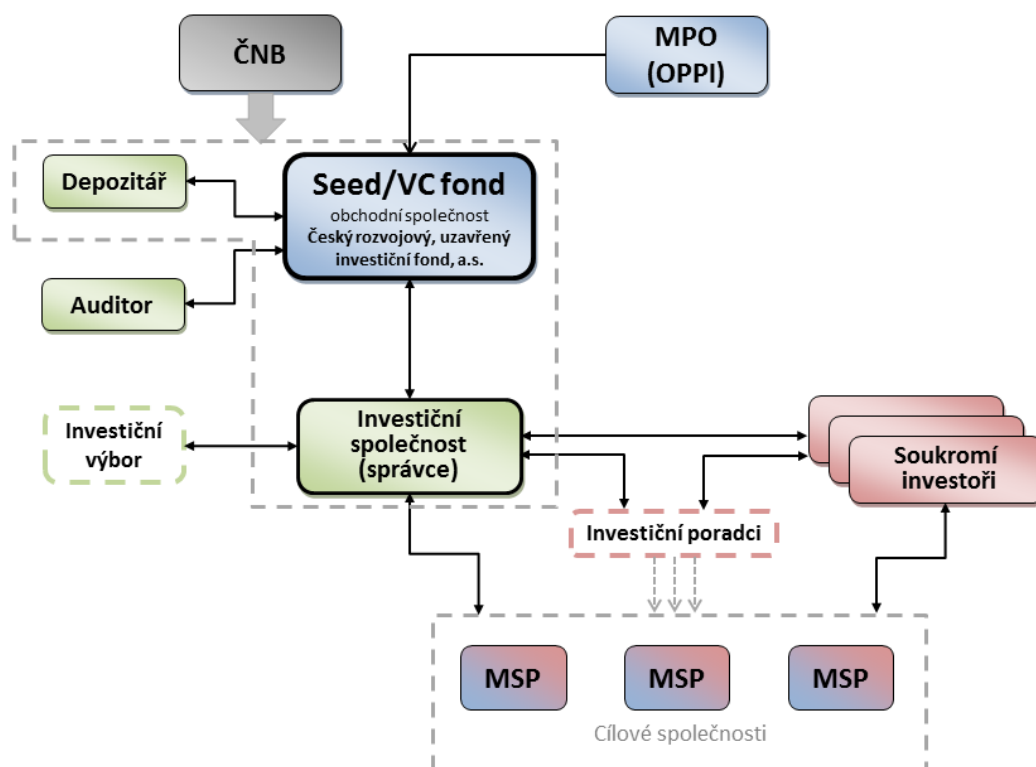 ČNB
MPO
(OPPI)
Depozitář
Seed/VC fond
obchodní společnost
Český rozvojový, uzavřený
investiční fond, a.s.
Auditor
Investiční
výbor
Investiční
společnost
(správce)
Soukromí
investoři
Investiční poradci
MSP
MSP
MSP
Cílové společnosti